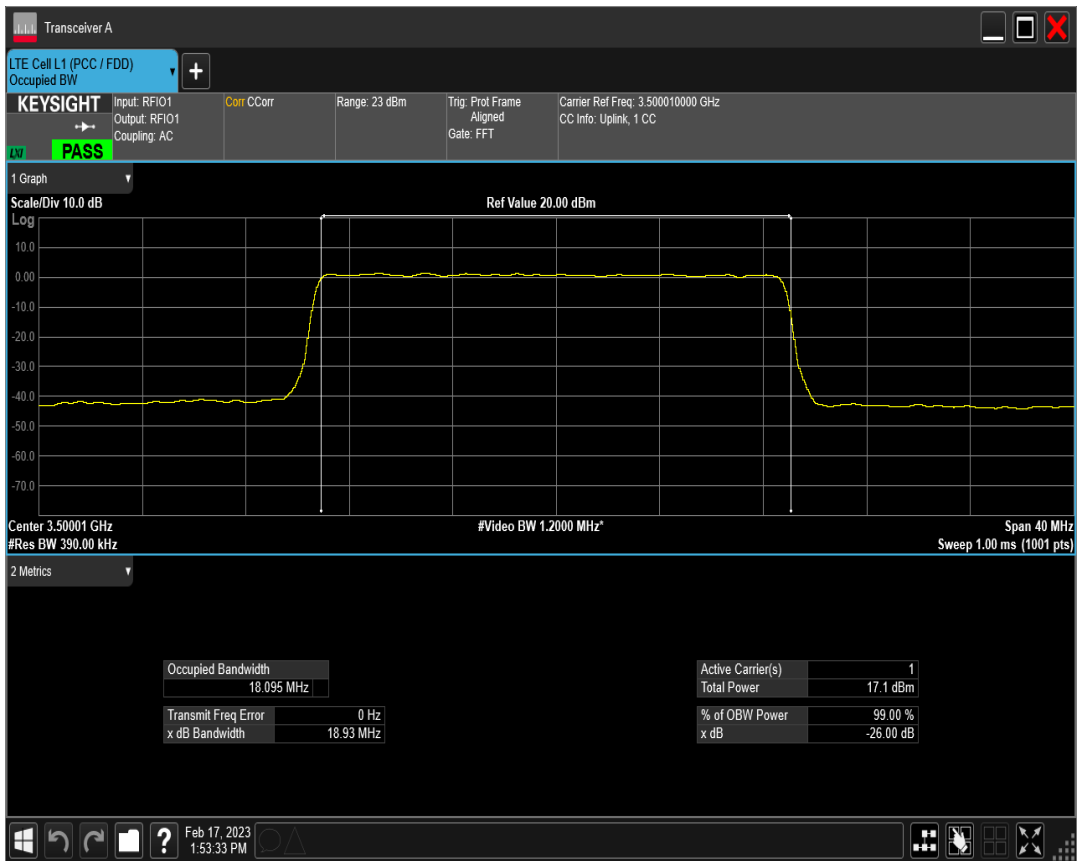 Transceiver A
LTE Cell L1 (PCC / FDD)
Occupied BW
KEYSIGHT
LXI
PASS
Input: RFIO1
Output: RFIO1
Coupling: AC
Corr CCorr
Range: 23 dBm
Trig: Prot Frame
Aligned
Gate: FFT
Carrier Ref Freq: 3.500010000 GHz
CC Info: Uplink, 1 CC
1 Graph
Scale/Div 10.0 dB
Ref Value 20.00 dBm
Log
10.0
0.00
-10.0
-20.0
-30.0
-40.0
-50.0
-60.0
-70.0
Center 3.50001 GHz
#Video BW 1.2000 MHz*
Span 40 MHz
#Res BW 390.00 kHz
Sweep 1.00 ms (1001 pts)
2 Metrics
Occupied Bandwidth
18.095 MHz
Transmit Freq Error 0 Hz
x dB Bandwidth 18.93 MHz
Active Carrier(s) 1
Total Power 17.1 dBm
% of OBW Power 99.00 %
x dB -26.00 dB
?
Feb 17, 2023
1:53:33 PM